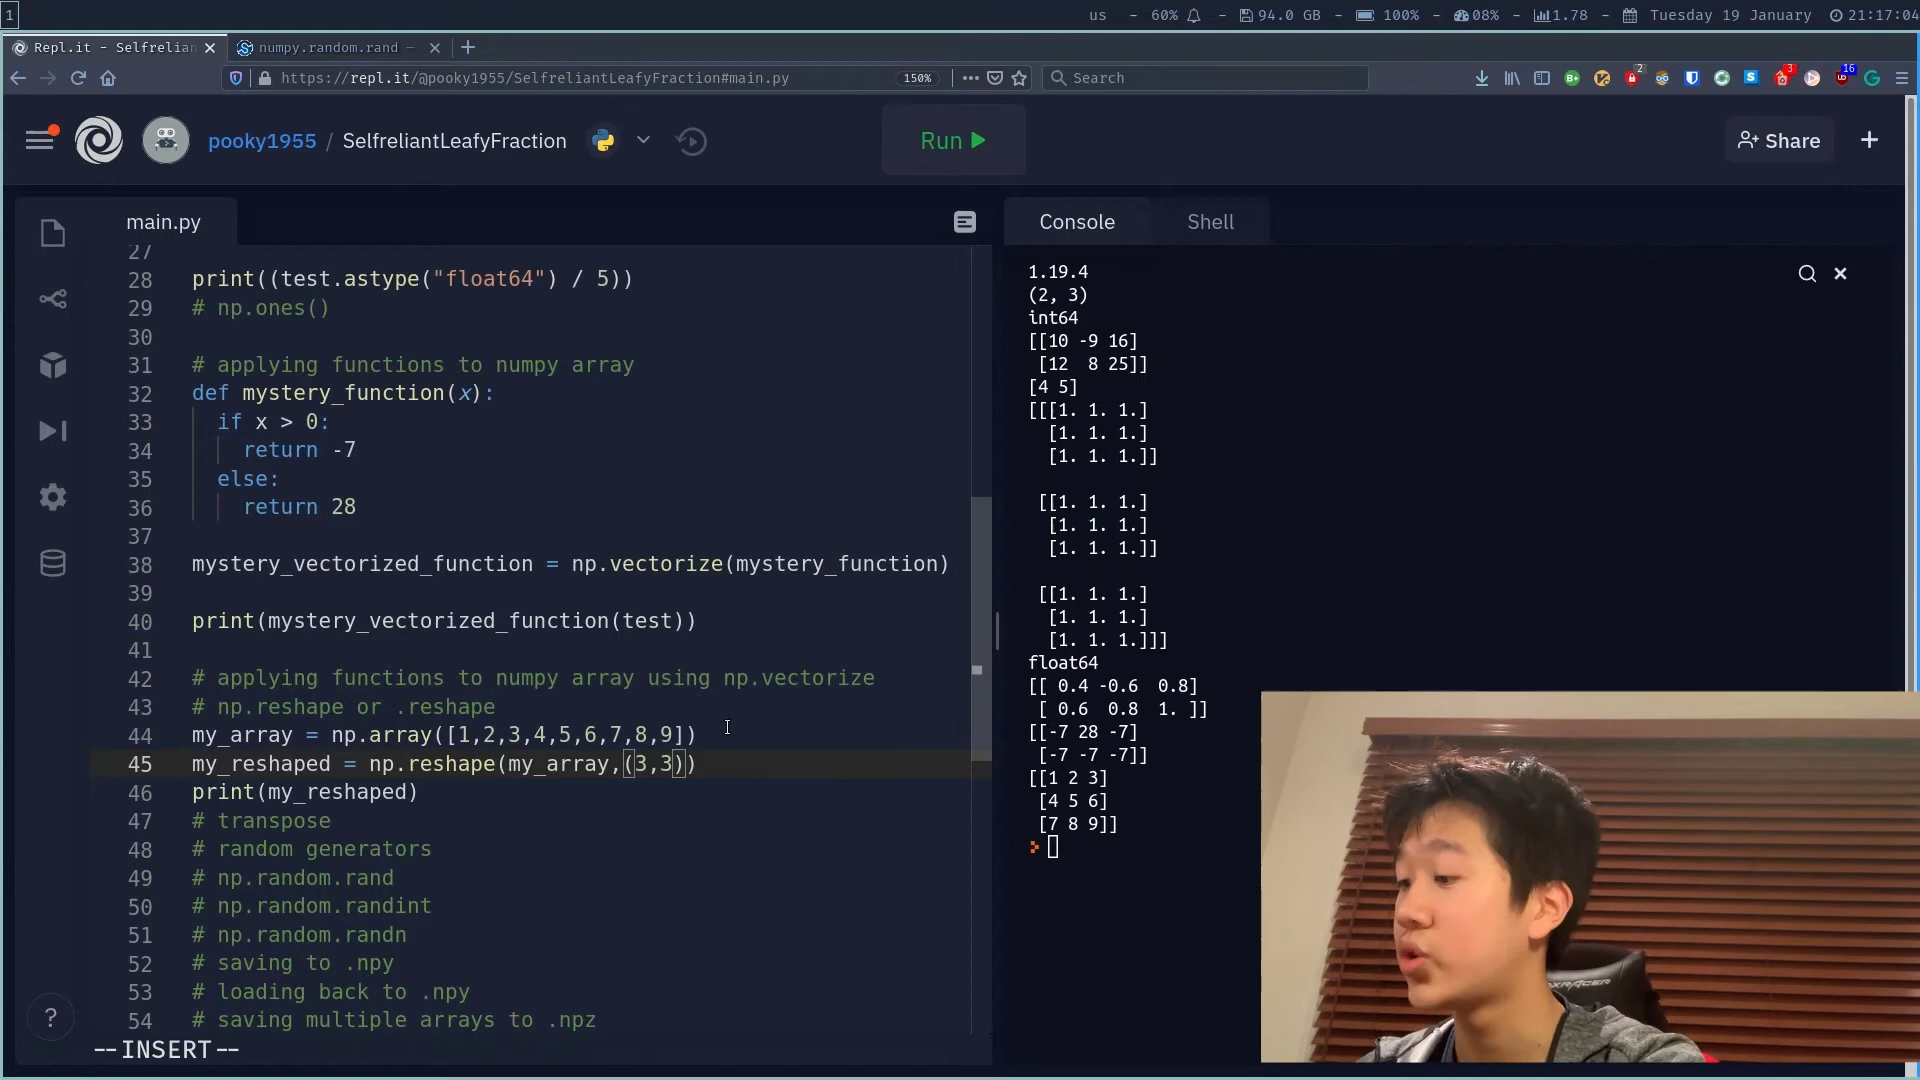 1
us - 60% - 94.0 GB - 100% - 08% - 1.78 - Tuesday 19 January 21:17:04
Repl.it - Selfrelian
numpy.random.rand
https://repl.it/@pooky1955/SelfreliantLeafyFraction#main.py
150%
Search
2
3
16
pooky1955 / SelfreliantLeafyFraction
Run
Share
main.py
27
28 print((test.astype("float64") / 5))
29 # np.ones()
30
31 # applying functions to numpy array
32 def mystery_function(x):
33 if x > 0:
34 return -7
35 else:
36 return 28
37
38 mystery_vectorized_function = np.vectorize(mystery_function)
39
40 print(mystery_vectorized_function(test))
41
42 # applying functions to numpy array using np.vectorize
43 # np.reshape or .reshape
44 my_array = np.array([1,2,3,4,5,6,7,8,9])
45 my_reshaped = np.reshape(my_array,(3,3))
46 print(my_reshaped)
47 # transpose
48 # random generators
49 # np.random.rand
50 # np.random.randint
51 # np.random.randn
52 # saving to .npy
53 # loading back to .npy
54 # saving multiple arrays to .npz
--INSERT--
?
Console
Shell
1.19.4
(2, 3)
int64
[[10 -9 16]
[12 8 25]]
[4 5]
[[[1. 1. 1.]
[1. 1. 1.]
[1. 1. 1.]]
[[1. 1. 1.]
[1. 1. 1.]
[1. 1. 1.]]
[[1. 1. 1.]
[1. 1. 1.]
[1. 1. 1.]]]
float64
[[ 0.4 -0.6 0.8]
[ 0.6 0.8 1. ]]
[[-7 28 -7]
[-7 -7 -7]]
[[1 2 3]
[4 5 6]
[7 8 9]]